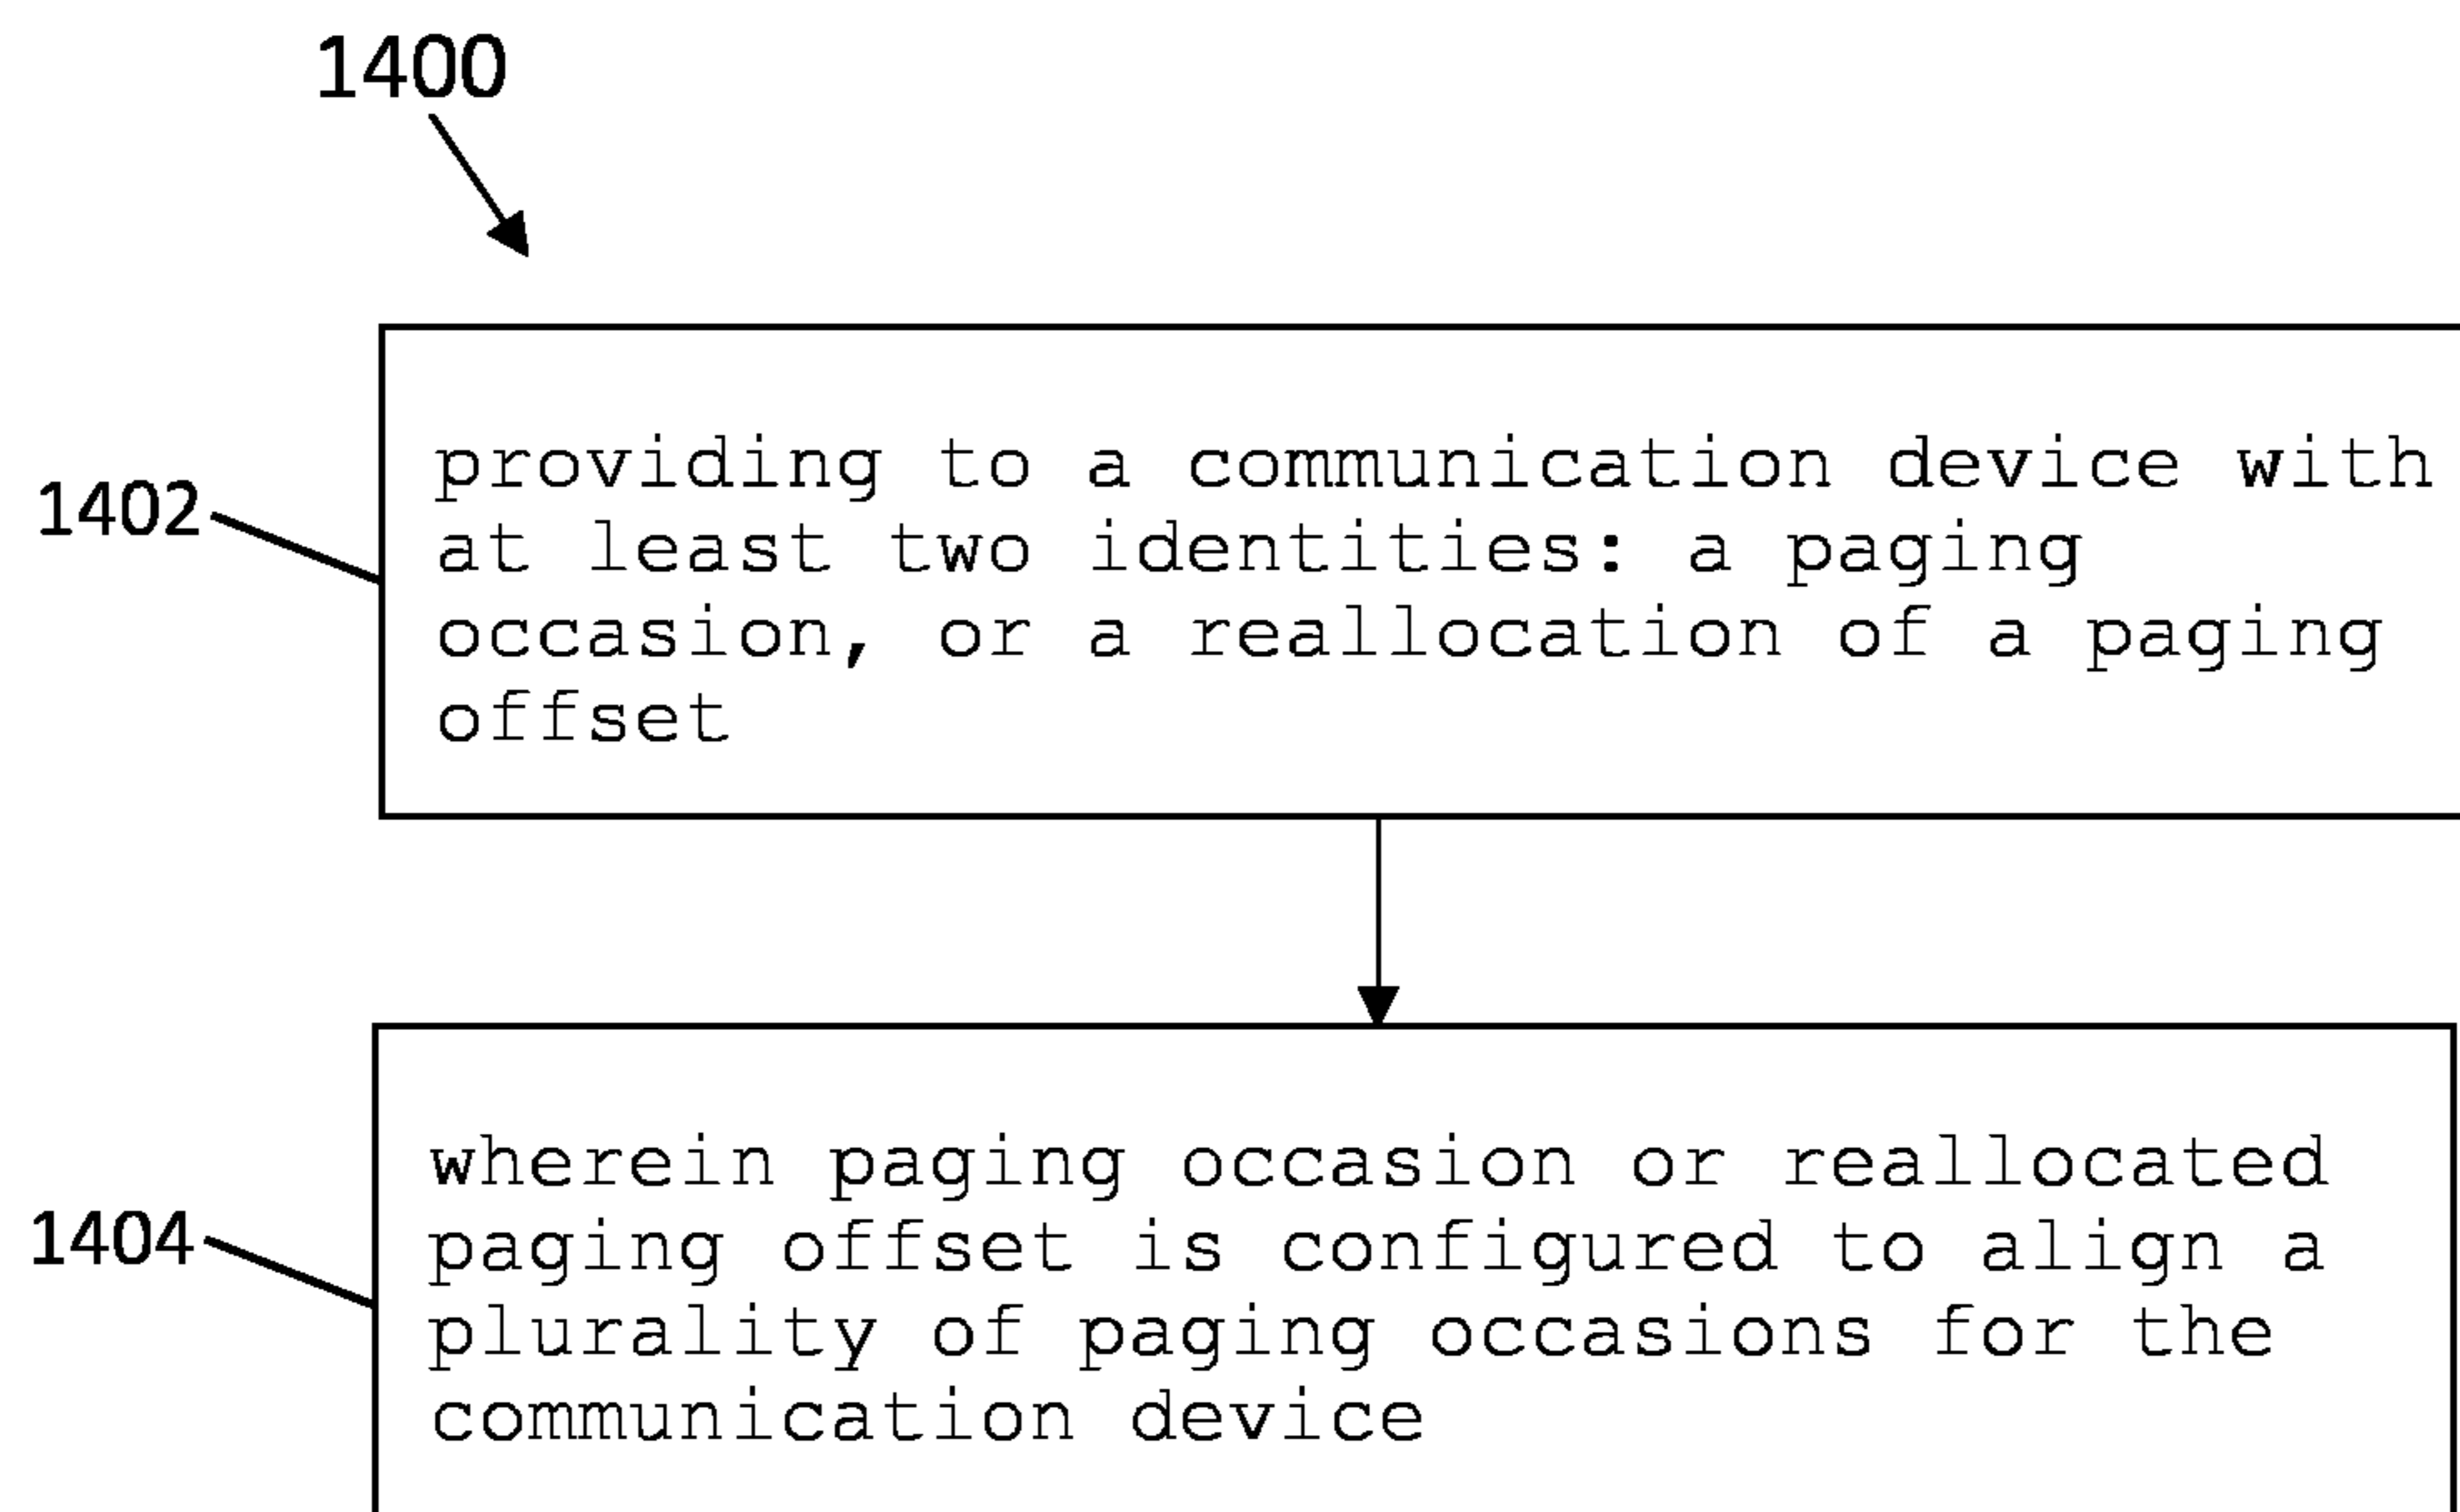 1400
1402
providing to a communication device with
at least two identities: a paging
occasion, or a reallocation of a paging
offset
1404
wherein paging occasion or reallocated
paging offset is configured to align a
plurality of paging occasions for the
communication device